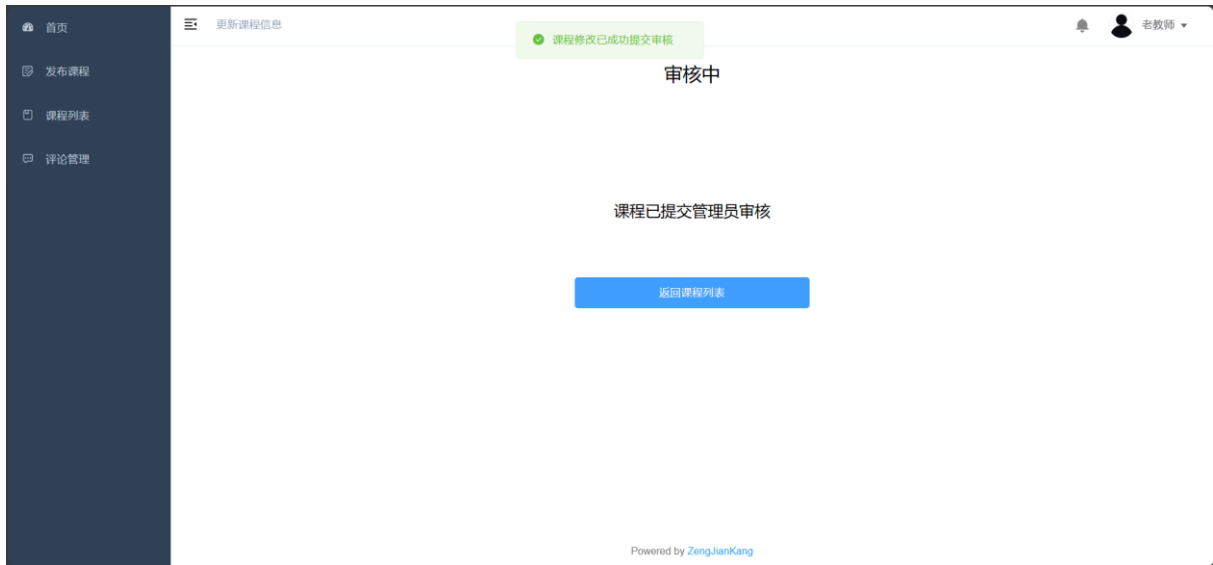 首页
发布课程
课程列表
评论管理
更新课程信息
课程修改已成功提交审核
老教师
审核中
课程已提交管理员审核
返回课程列表
Powered by ZengJianKang